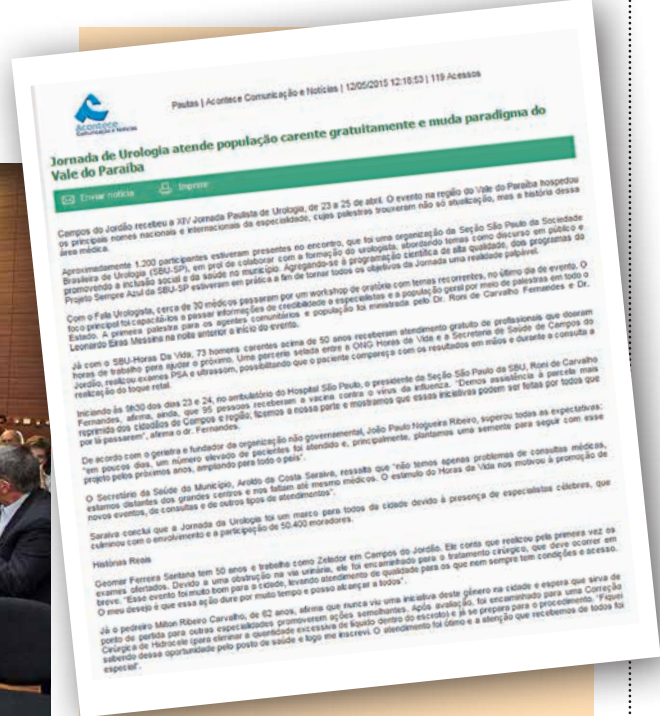 Acontece
Comunicação e Notícias
Pautas | Acontece Comunicação e Notícias | 12/05/2015 12:18:53 | 119 Acessos
Jornada de Urologia atende população carente gratuitamente e muda paradigma do
Vale do Paraíba
Enviar notícia Imprimir
Campos do Jordão recebeu a XIV Jornada Paulista de Urologia, de 23 a 25 de abril. O evento na região do Vale do Paraíba hospedou
os principais nomes nacionais e internacionais da especialidade, cujas palestras trouxeram não só atualização, mas a história dessa
área médica.
Aproximadamente 1.200 participantes estiveram presentes no encontro, que foi uma organização da Seção São Paulo da Sociedade
Brasileira de Urologia (SBU-SP), em prol de colaborar com a formação do urologista, abordando temas como discurso em público e
promovendo a inclusão social e da saúde no município. Agregando-se à programação científica de alta qualidade, dois programas do
Projeto Sempre Azul da SBU-SP estiveram em prática a fim de tornar todos os objetivos da Jornada uma realidade palpável.
Com o Fala Urologista, cerca de 30 médicos passaram por um workshop de oratória com temas recorrentes, no último dia de evento. O
foco principal foi capacitá-los a passar informações de credibilidade a especialistas e a população geral por meio de palestras em todo o
Estado. A primeira palestra para os agentes comunitários e população foi ministrada pelo Dr. Roni de Carvalho Fernandes e Dr.
Leonardo Eiras Messina na noite anterior a início do evento.
Já com o SBU-Horas Da Vida, 73 homens carentes acima de 50 anos receberam atendimento gratuito de profissionais que doaram
horas de trabalho para ajudar o próximo. Uma parceria selada entre a ONG Horas da Vida e a Secretaria de Saúde de Campos do
Jordão, realizou exames PSA e ultrassom, possibilitando que o paciente compareça com os resultados em mãos e durante a consulta a
realização do toque retal.
Iniciando às 9h30 dos dias 23 e 24, no ambulatório do Hospital São Paulo, o presidente da Seção São Paulo da SBU, Roni de Carvalho
Fernandes, afirma, ainda, que 95 pessoas receberam a vacina contra o vírus da influenza. "Demos assistência à parcela mais
reprimida dos cidadãos de Campos e região, fizemos a nossa parte e mostramos que essas iniciativas podem ser feitas por todos que
por lá passarem", afirma o dr. Fernandes.
De acordo com o geriatra e fundador da organização não governamental, João Paulo Nogueira Ribeiro, superou todas as expectativas:
"em poucos dias, um número elevado de pacientes foi atendido e, principalmente, plantamos uma semente para seguir com esse
projeto pelos próximos anos, ampliando para todo o país".
O Secretário da Saúde do Município, Aroldo da Costa Saraiva, ressalta que "não temos apenas problemas de consultas médicas,
estamos distantes dos grandes centros e nos faltam até mesmo médicos. O estímulo do Horas da Vida nos motivou à promoção de
novos eventos, de consultas e de outros tipos de atendimentos".
Saraiva conclui que a Jornada da Urologia foi um marco para todos da cidade devido à presença de especialistas célebres, que
culminou com o envolvimento e a participação de 50.400 moradores.
Histórias Reais
Geomar Ferreira Santana tem 50 anos e trabalha como Zelador em Campos do Jordão. Ele conta que realizou pela primeira vez os
exames ofertados. Devido a uma obstrução na via urinária, ele foi encaminhado para o tratamento cirúrgico, que deve ocorrer em
breve. "Esse evento foi muito bom para a cidade, levando atendimento de qualidade para os que nem sempre tem condições e acesso.
O meu desejo é que essa ação dure por muito tempo e possa alcançar a todos".
Já o pedreiro Milton Ribeiro Carvalho, de 62 anos, afirma que nunca viu uma iniciativa deste gênero na cidade e espera que sirva de
ponto de partida para outras especialidades promoverem ações semelhantes. Após avaliação, foi encaminhado para uma Correção
Cirúrgica de Hidrocele (para eliminar a quantidade excessiva de líquido dentro do escroto) e já se prepara para o procedimento. "Fiquei
sabendo dessa oportunidade pelo posto de saúde e logo me inscrevi. O atendimento foi ótimo e a atenção que recebemos de todos foi
especial".